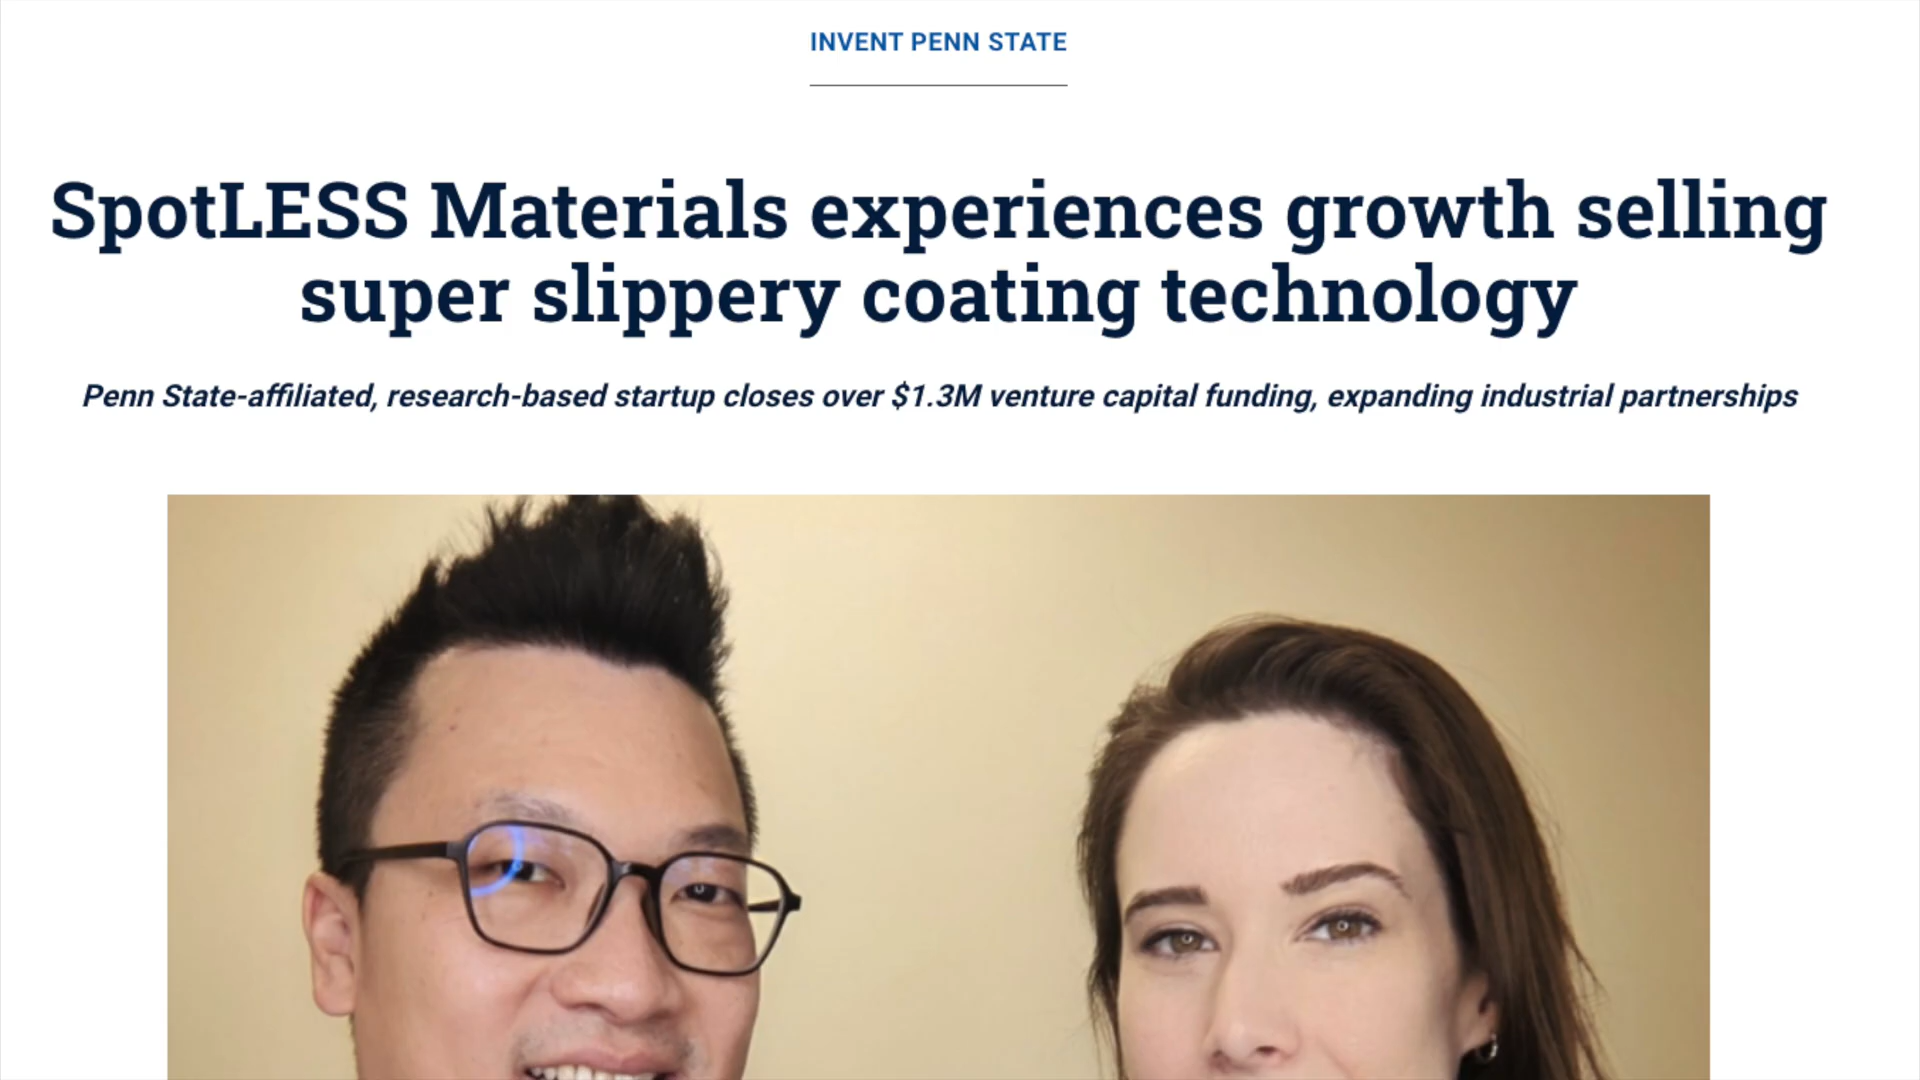 INVENT PENN STATE
SpotLESS Materials experiences growth selling
super slippery coating technology
Penn State-affiliated, research-based startup closes over $1.3M venture capital funding, expanding industrial partnerships